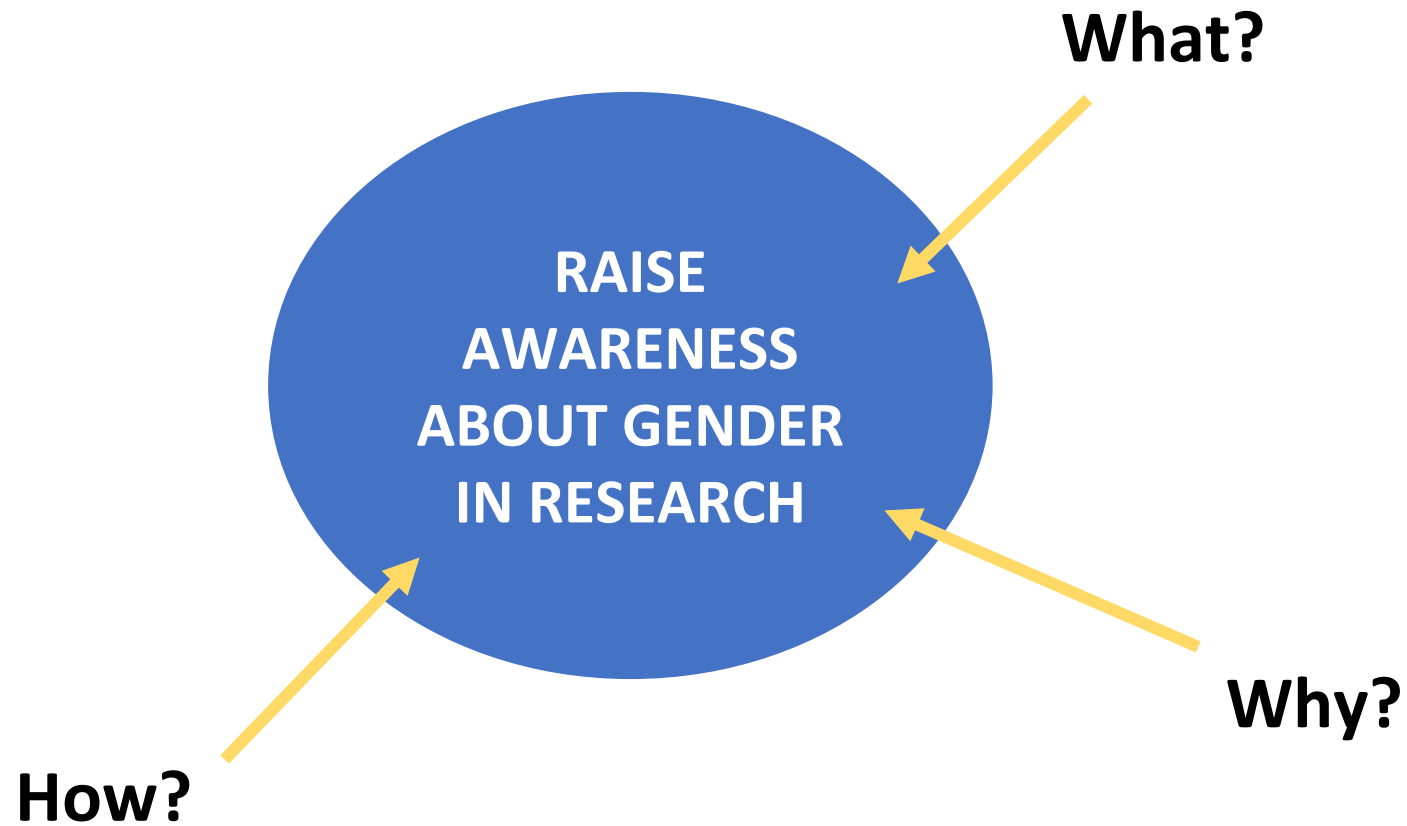 What?
RAISE
AWARENESS
ABOUT GENDER
IN RESEARCH
Why?
How?